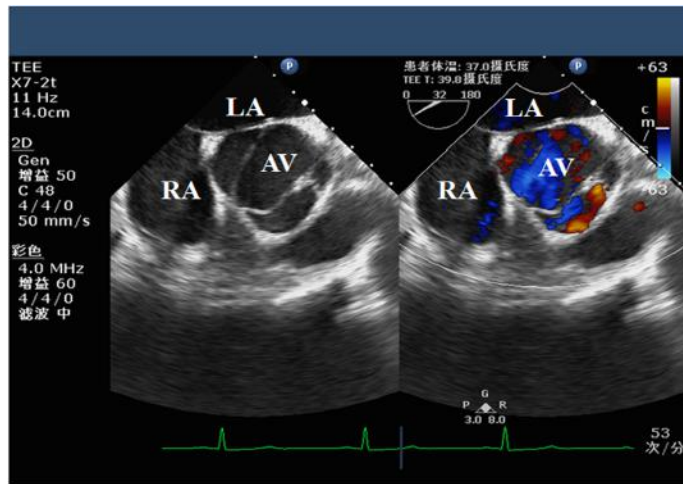 TEE
X7-2t
11 Hz
14.0cm
2D
Gen
增益 50
C 48
4/4/0
50 mm/s
彩色
4.0 MHz
增益 60
4/4/0
滤波 中
P
LA
AV
RA
P
患者体温: 37.0摄氏度
TEE T: 39.8摄氏度
0 32 180
LA
AV
RA
+63
cm/s
-63
G
P R
3.0 8.0
53
次/分